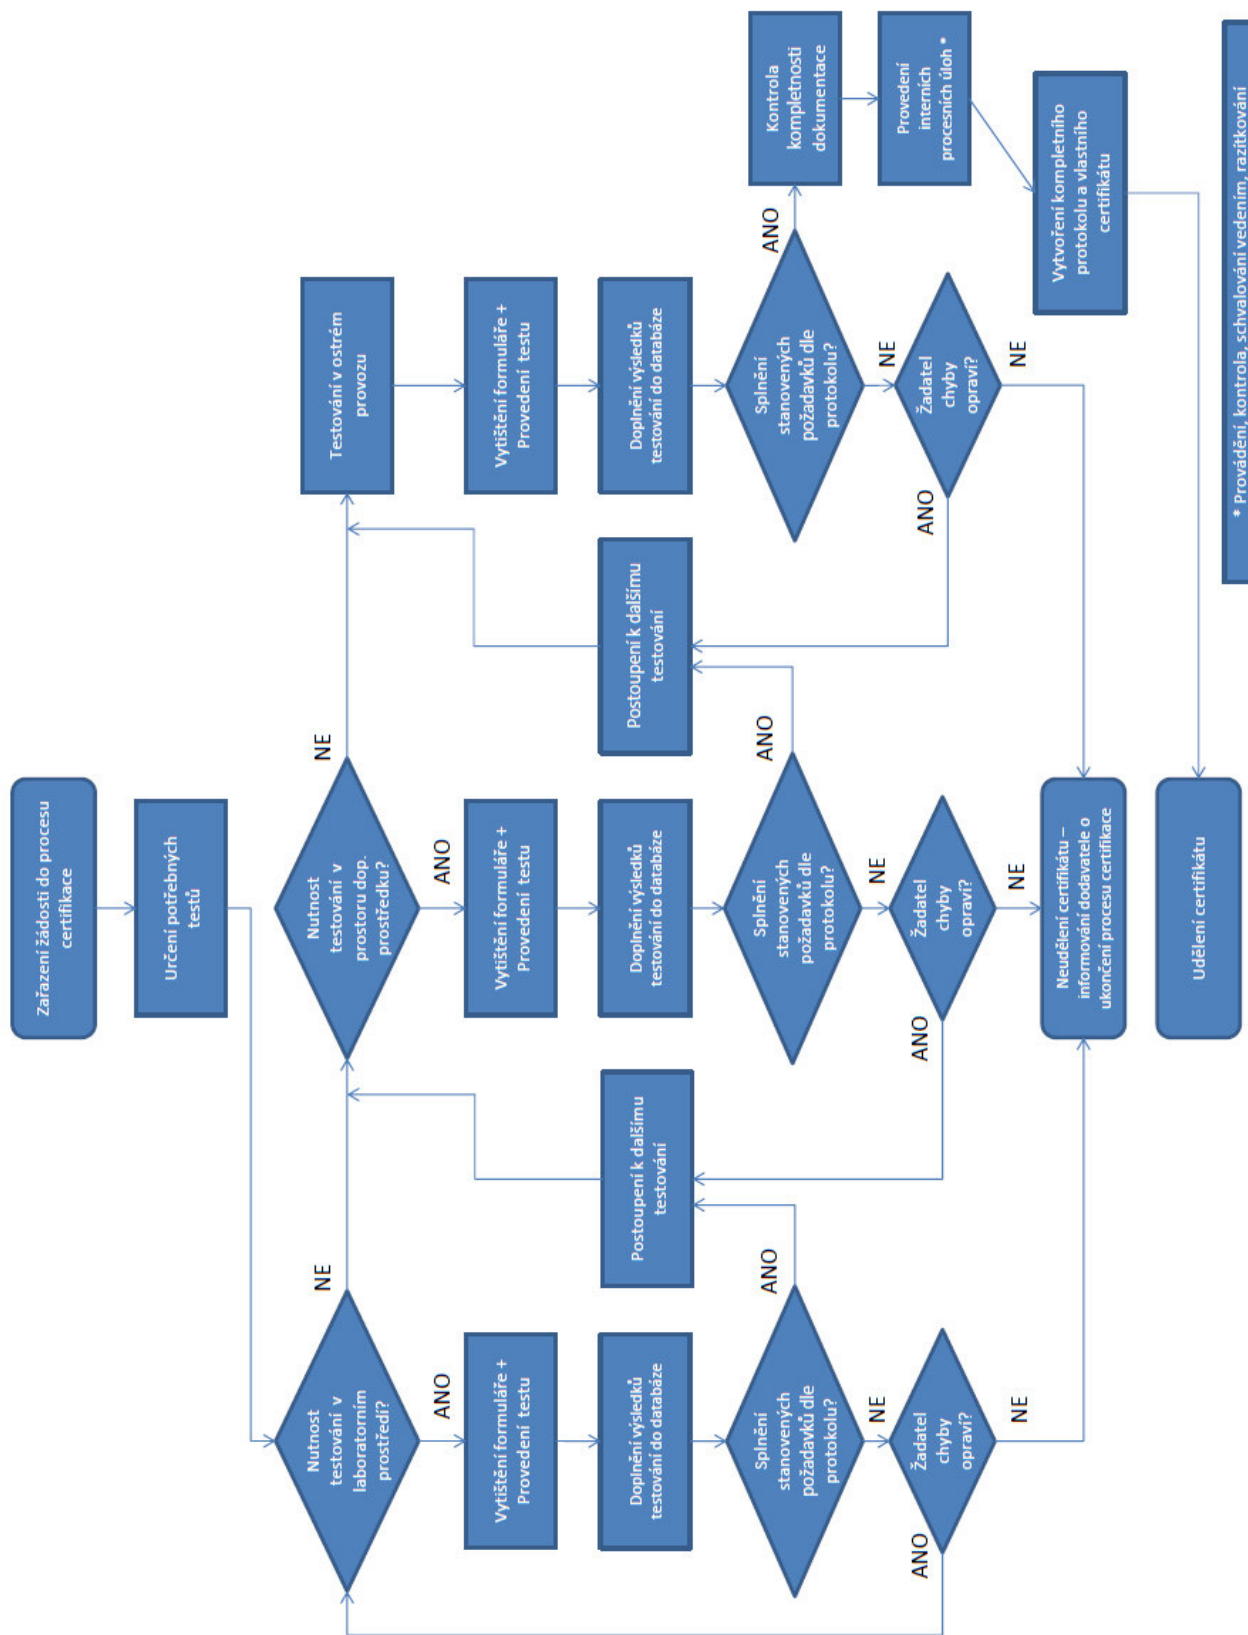 Zařazení žádosti do procesu
certifikace
Určení potřebných
testů
Nutnost
testování v
laboratorním
prostředí?
NE
ANO
Vytištění formuláře +
Provedení testu
Doplnění výsledků
testování do databáze
Splnění
stanovených
požadavků dle
protokolu?
ANO
NE
Žadatel
chyby
opraví?
ANO
NE
Postoupení k dalšímu
testování
Nutnost
testování v
prostoru dop.
prostředku?
NE
ANO
Vytištění formuláře +
Provedení testu
Doplnění výsledků
testování do databáze
Splnění
stanovených
požadavků dle
protokolu?
ANO
NE
Žadatel
chyby
opraví?
ANO
NE
Postoupení k dalšímu
testování
Testování v ostrém
provozu
Vytištění formuláře +
Provedení testu
Doplnění výsledků
testování do databáze
Splnění
stanovených
požadavků dle
protokolu?
ANO
NE
Žadatel
chyby
opraví?
ANO
NE
Kontrola
kompletnosti
dokumentace
Provedení
interních
procesních úloh *
Vytvoření kompletního
protokolu a vlastního
certifikátu
Neudělení certifikátu –
informování dodavatele o
ukončení procesu certifikace
Udělení certifikátu
* Provádění, kontrola, schvalování vedením, razítkování